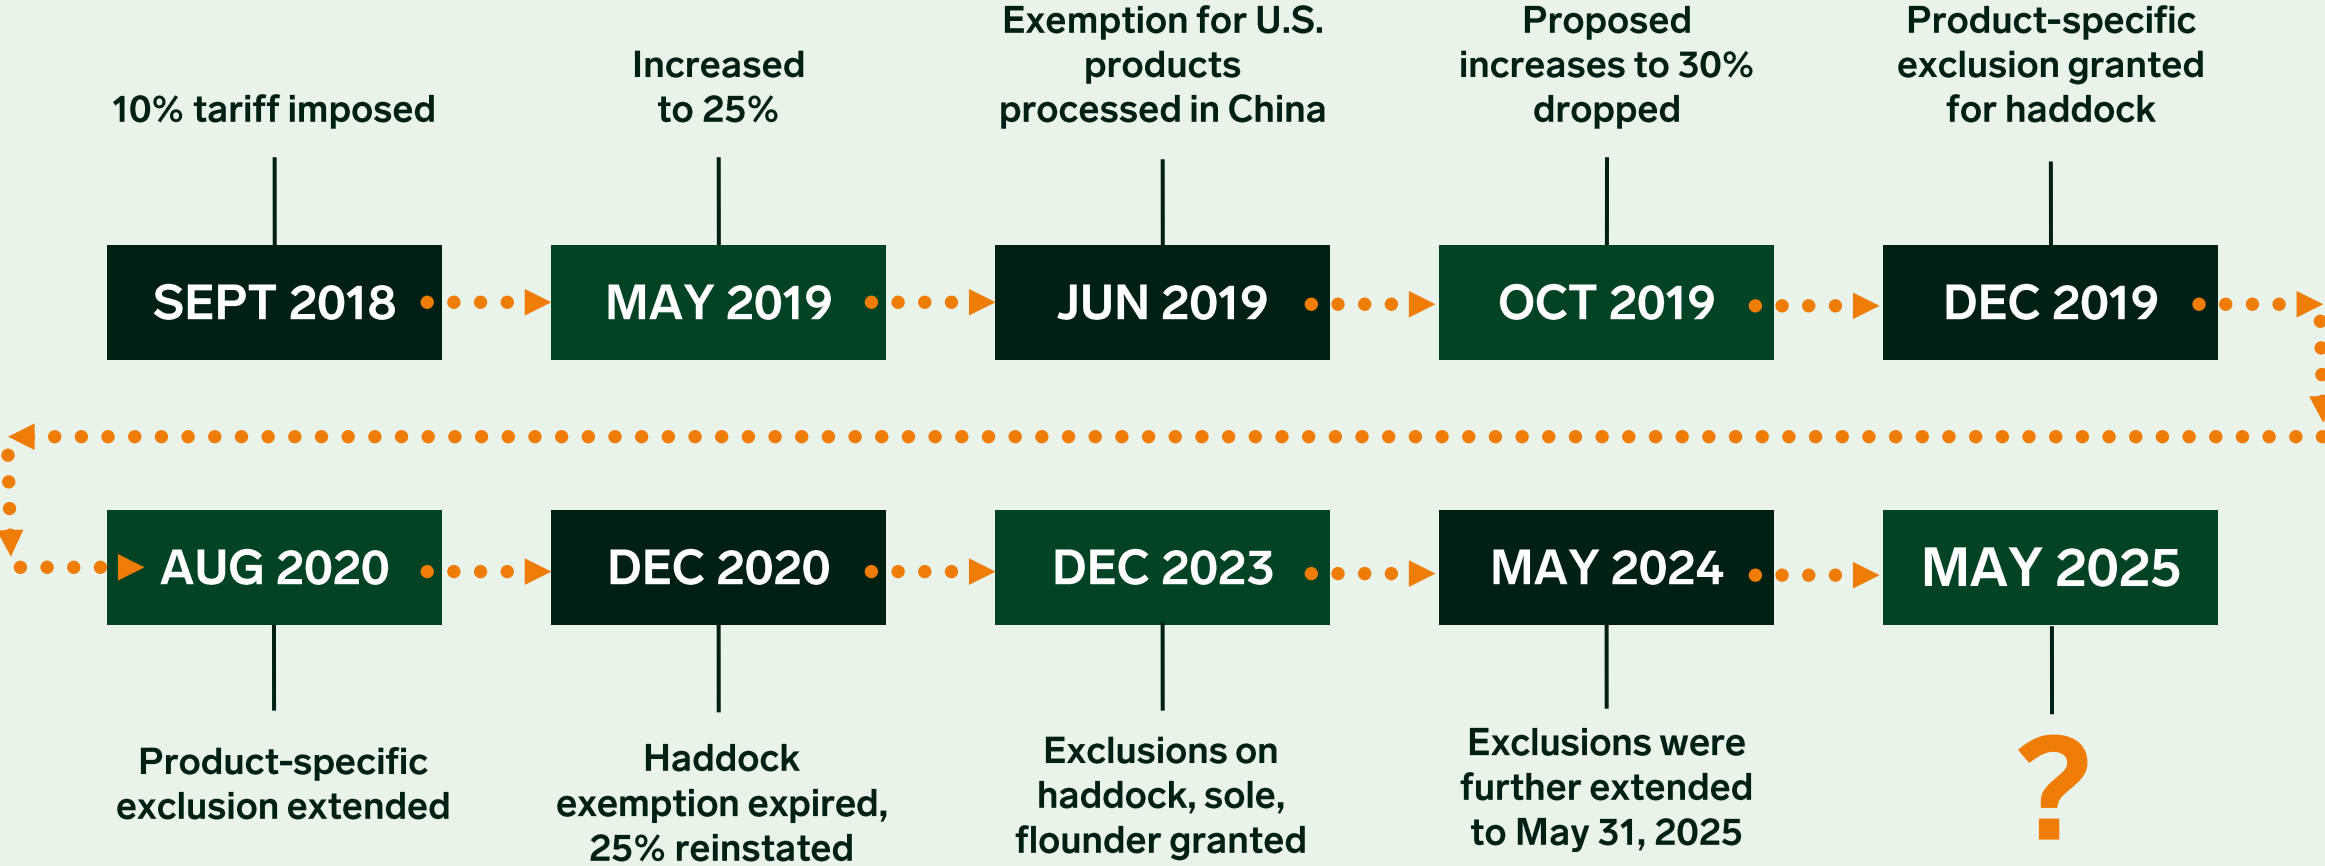 10% tariff imposed
Increased
to 25%
Exemption for U.S.
products
processed in China
Proposed
increases to 30%
dropped
Product-specific
exclusion granted
for haddock
SEPT 2018
MAY 2019
JUN 2019
OCT 2019
DEC 2019
AUG 2020
DEC 2020
DEC 2023
MAY 2024
MAY 2025
Product-specific
exclusion extended
Haddock
exemption expired,
25% reinstated
Exclusions on
haddock, sole,
flounder granted
Exclusions were
further extended
to May 31, 2025
?